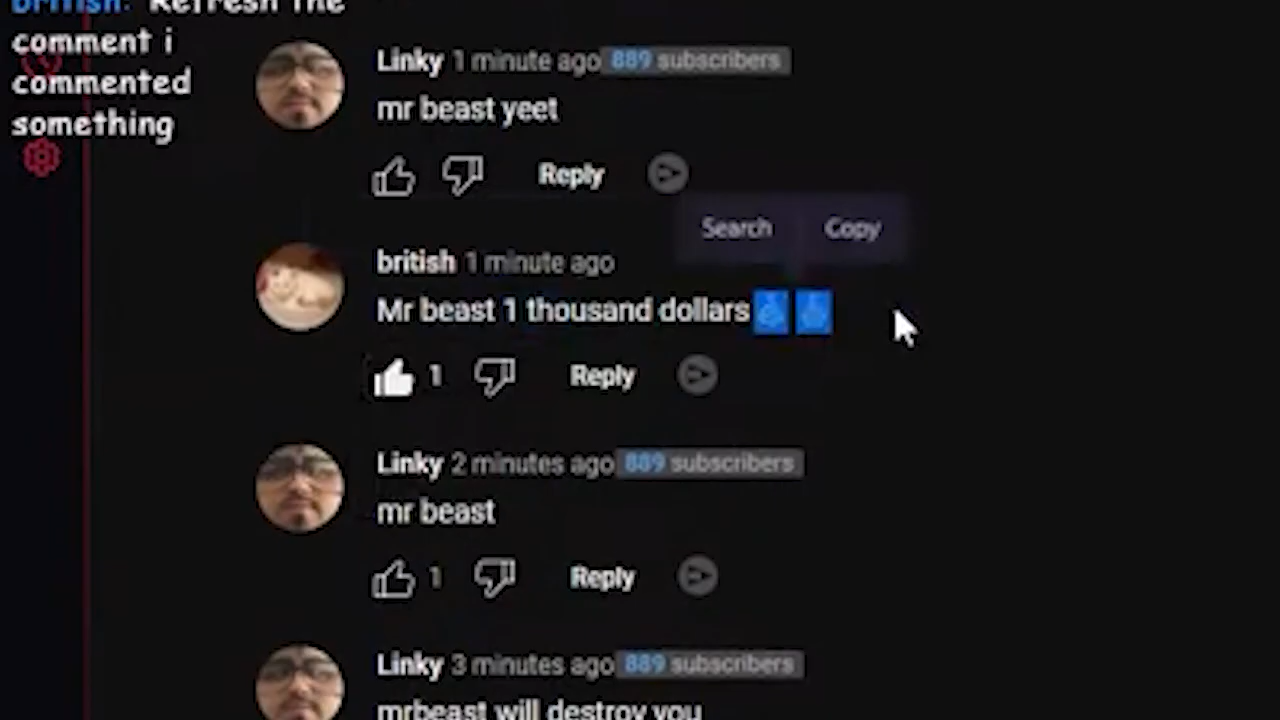 british: Refresh the
comment i
commented
something
Linky 1 minute ago 889 subscribers
mr beast yeet
Reply
Search Copy
british 1 minute ago
Mr beast 1 thousand dollars
1 Reply
Linky 2 minutes ago 889 subscribers
mr beast
1 Reply
Linky 3 minutes ago 889 subscribers
mrbeast will destroy you